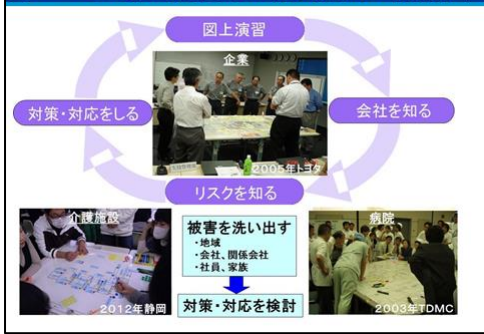 図上演習
企業
対策・対応をしる
会社を知る
2005年トヨタ
リスクを知る
介護施設
被害を洗い出す
・地域
・会社、関係会社
・社員、家族
病院
2012年静岡
対策・対応を検討
2003年TDMC